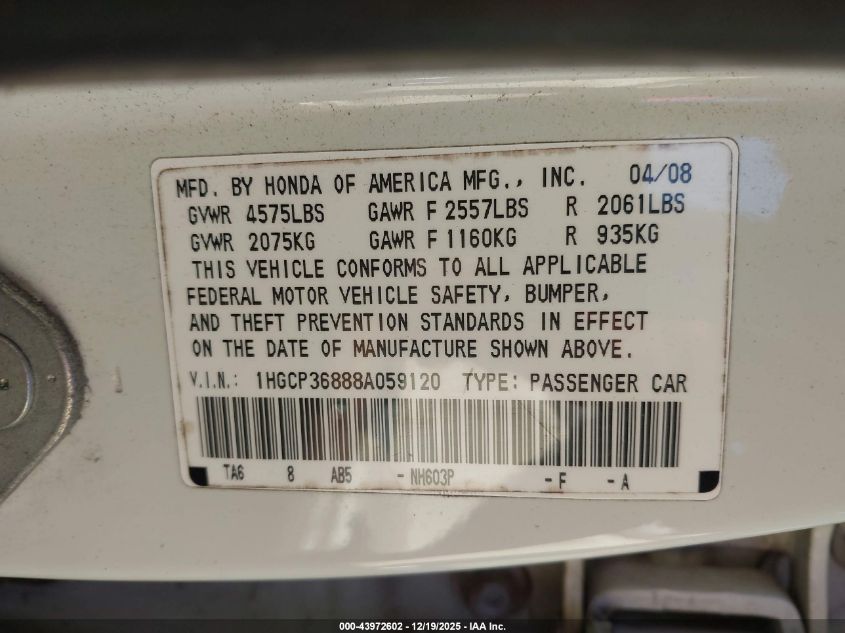 MFD. BY HONDA OF AMERICA MFG., INC. 04/08
GVWR 4575LBS GAWR F 2557LBS R 2061LBS
GVWR 2075KG GAWR F 1160KG R 935KG
THIS VEHICLE CONFORMS TO ALL APPLICABLE
FEDERAL MOTOR VEHICLE SAFETY, BUMPER,
AND THEFT PREVENTION STANDARDS IN EFFECT
ON THE DATE OF MANUFACTURE SHOWN ABOVE.
V.I.N.: 1HGCP36888A059120 TYPE: PASSENGER CAR
TA6 8 AB5 -NH603P -F -A
000-43972602 - 12/19/2025 - IAA Inc.